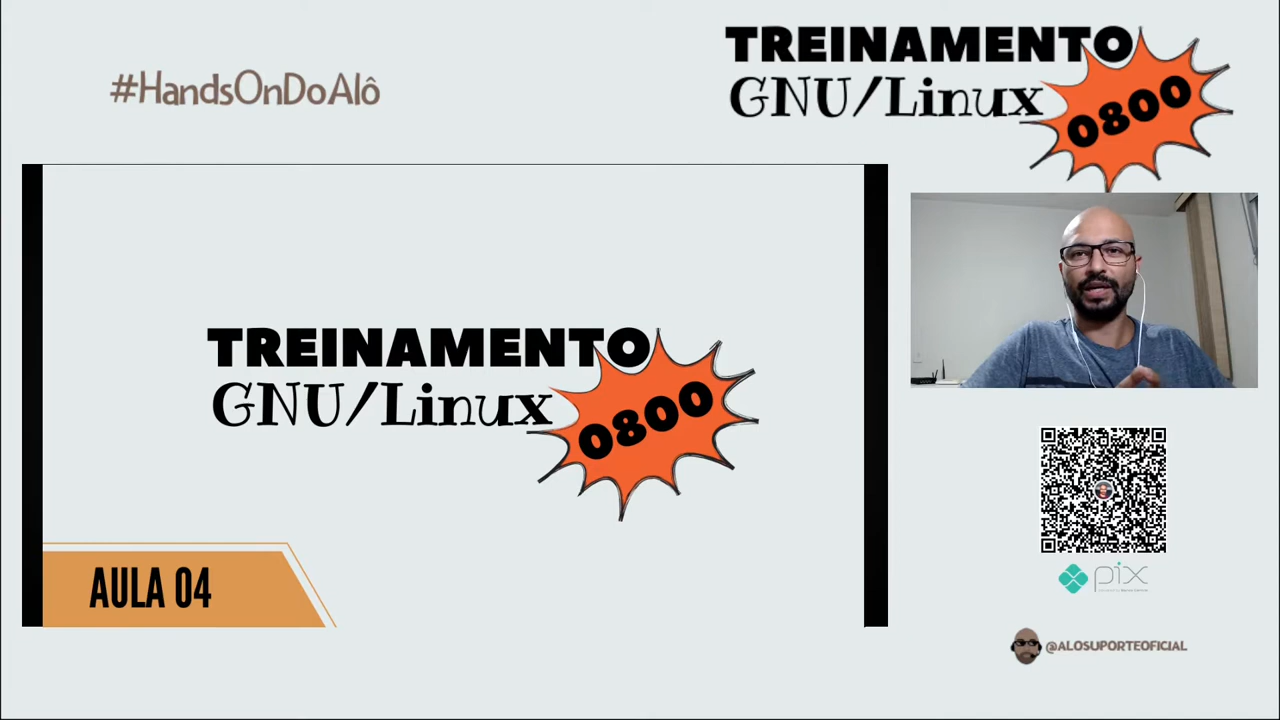 #HandsOnDoAlô
TREINAMENTO
GNU/Linux
0800
TREINAMENTO
GNU/Linux
0800
AULA 04
pix
@ALOSUPORTEOFICIAL